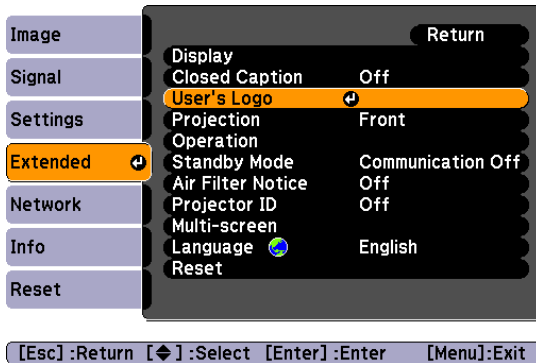 Image
Signal
Settings
Extended
Network
Info
Reset
Return
Display
Closed Caption Off
User's Logo
Projection Front
Operation
Standby Mode Communication Off
Air Filter Notice Off
Projector ID Off
Multi-screen
Language English
Reset
[Esc] :Return [◆] :Select [Enter] :Enter [Menu]:Exit